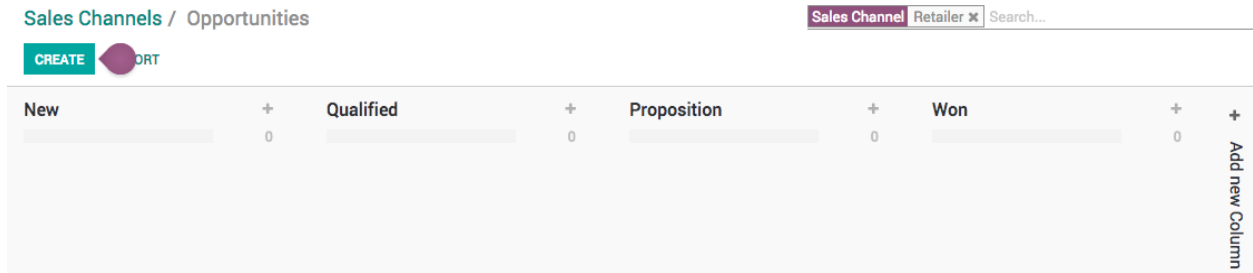 Sales Channels / Opportunities
Sales Channel Retailer ✖ Search...
CREATE ORT
New + Qualified + Proposition + Won + +
0 0 0 0
Add new Column